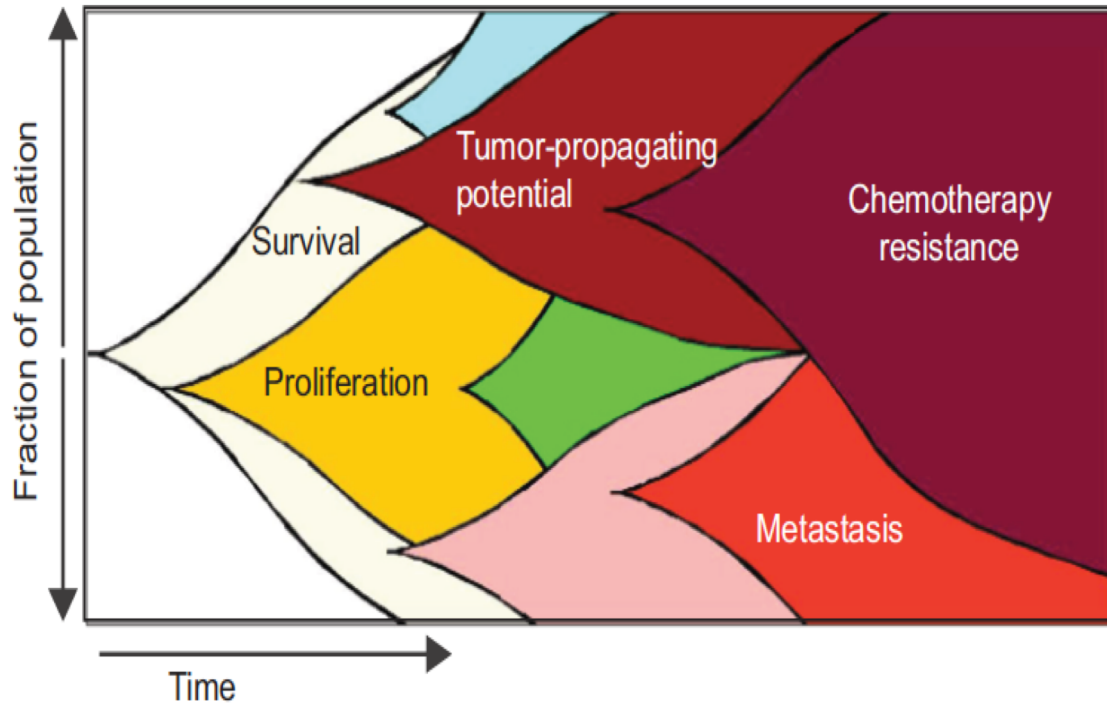 Fraction of population
Survival
Proliferation
Tumor-propagating
potential
Chemotherapy
resistance
Metastasis
Time